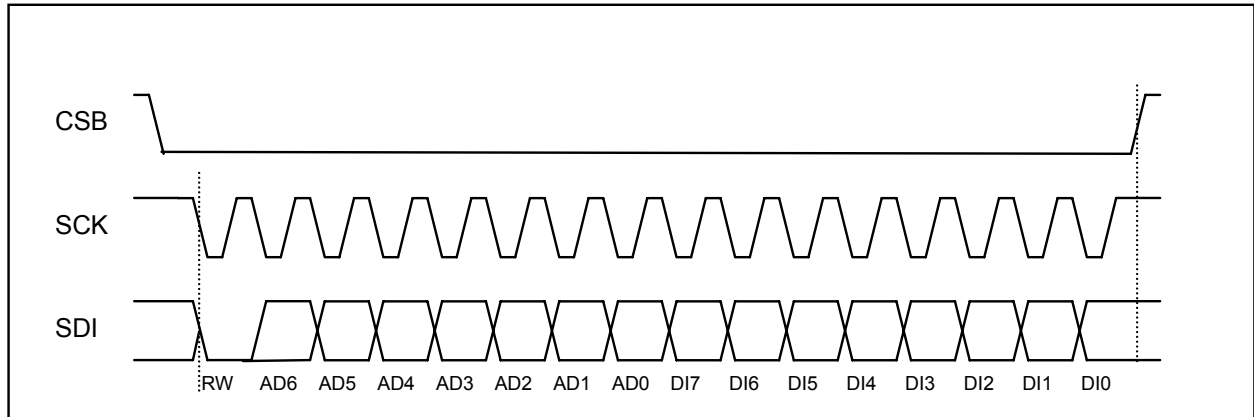 CSB
SCK
SDI
RW AD6 AD5 AD4 AD3 AD2 AD1 AD0 DI7 DI6 DI5 DI4 DI3 DI2 DI1 DI0